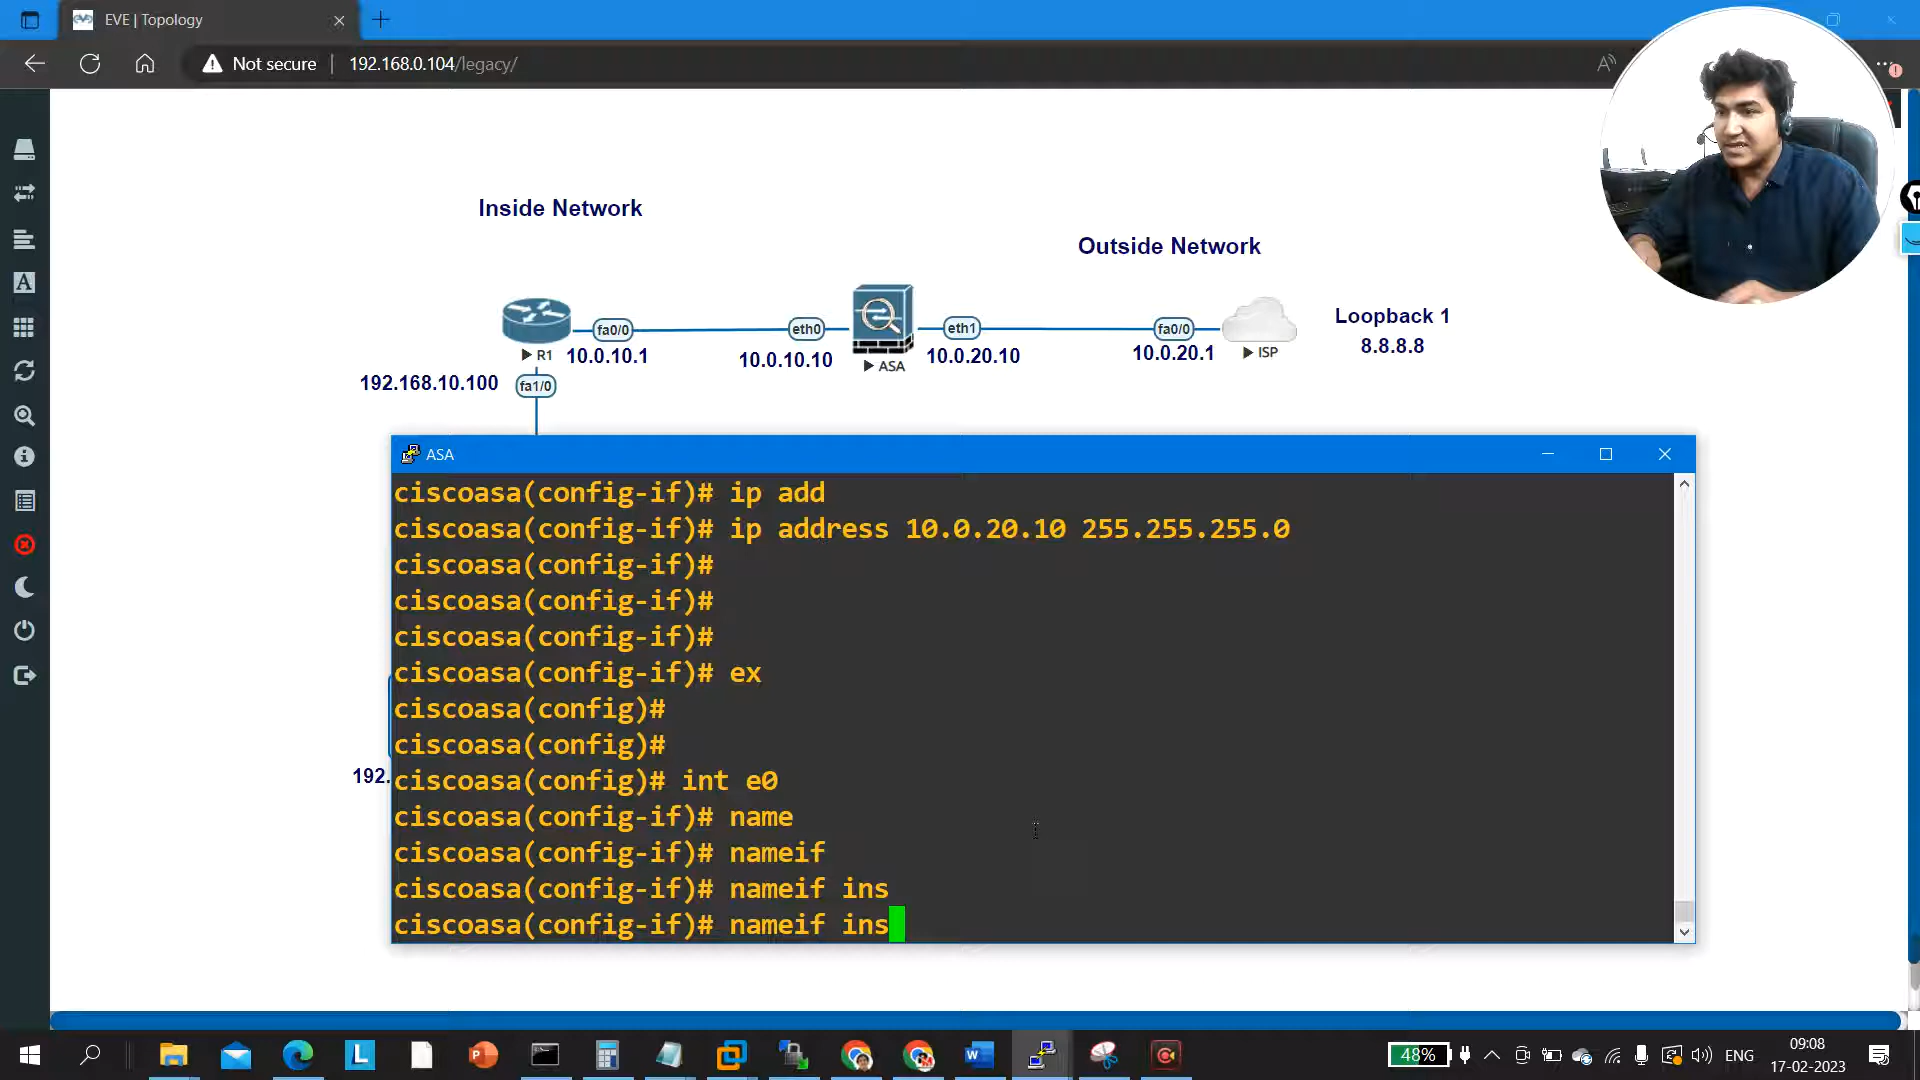 EVE | Topology
Not secure
192.168.0.104/legacy/
Inside Network
Outside Network
fa0/0
eth0
eth1
fa0/0
Loopback 1
8.8.8.8
R1
10.0.10.1
10.0.10.10
ASA
10.0.20.10
10.0.20.1
ISP
192.168.10.100
fa1/0
192.
ASA
ciscoasa(config-if)# ip add
ciscoasa(config-if)# ip address 10.0.20.10 255.255.255.0
ciscoasa(config-if)#
ciscoasa(config-if)#
ciscoasa(config-if)#
ciscoasa(config-if)# ex
ciscoasa(config)#
ciscoasa(config)#
ciscoasa(config)# int e0
ciscoasa(config-if)# name
ciscoasa(config-if)# nameif
ciscoasa(config-if)# nameif ins
ciscoasa(config-if)# nameif ins
48%
ENG
09:08
17-02-2023